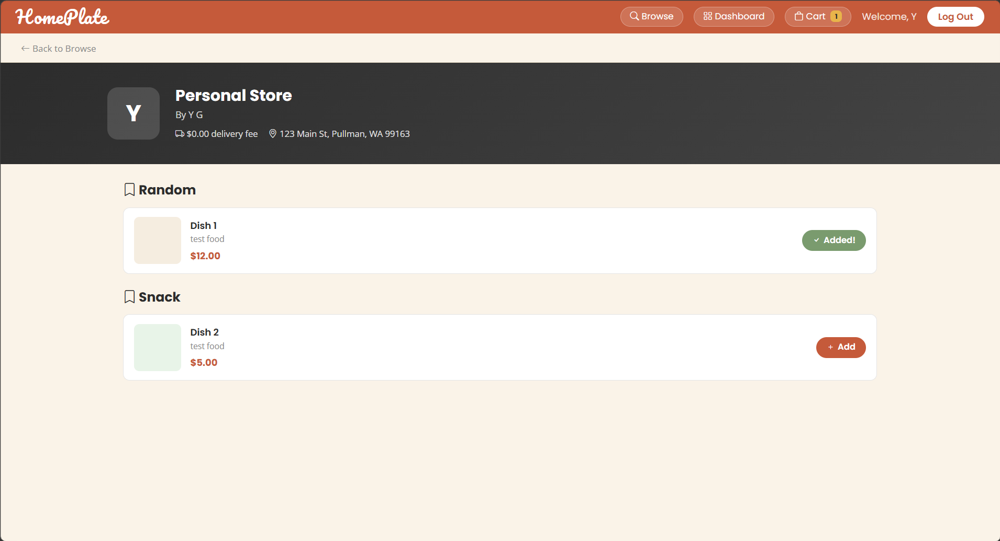 HomePlate
Browse
Dashboard
Cart 1
Welcome, Y
Log Out
← Back to Browse
Y
Personal Store
By Y G
$0.00 delivery fee
123 Main St, Pullman, WA 99163
Random
Dish 1
test food
$12.00
✓ Added!
Snack
Dish 2
test food
$5.00
+ Add